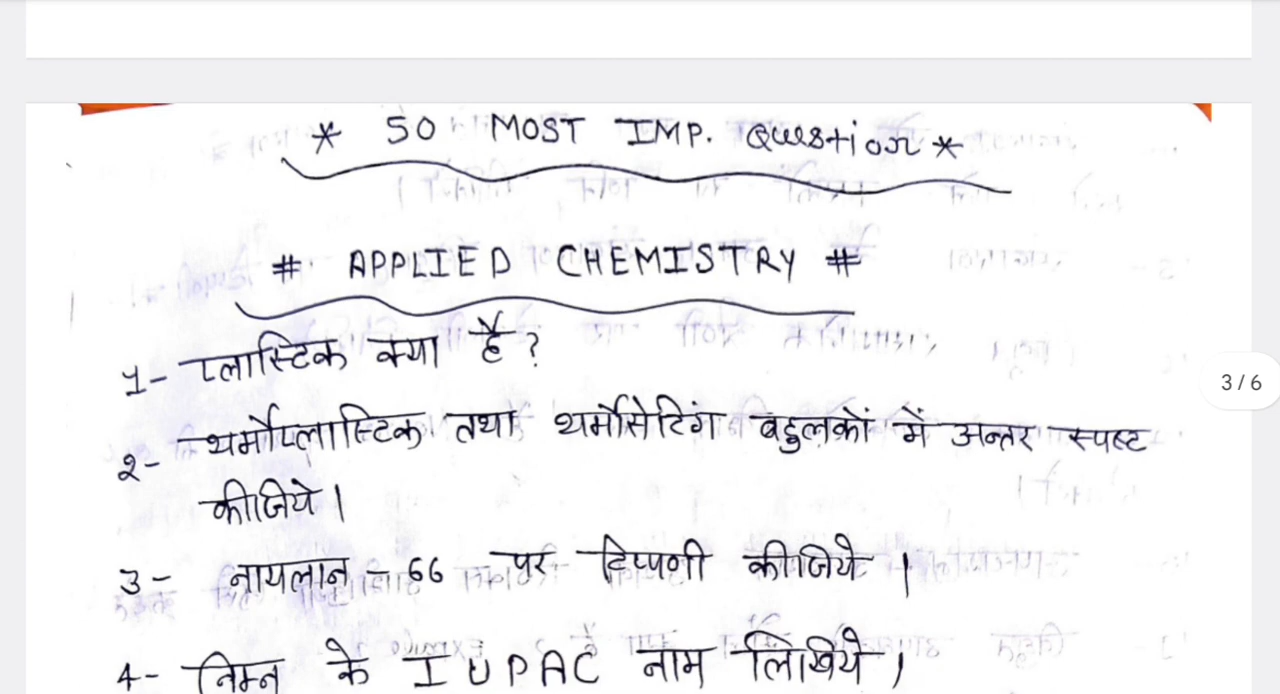 * 50 MOST IMP. Question *
# APPLIED CHEMISTRY #
1- प्लास्टिक क्या है ?
2- थर्मोप्लास्टिक तथा थर्मोसेटिंग बहुलकों में अन्तर स्पष्ट
कीजिये ।
3/6
3- नायलान - 66 पर टिप्पणी कीजिये ।
4- निम्न के IUPAC नाम लिखिये ।